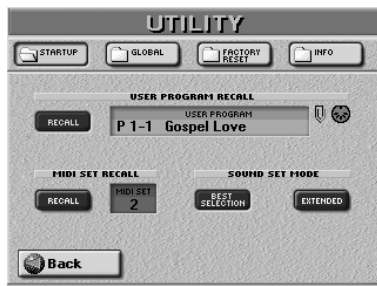 UTILITY
STARTUP GLOBAL FACTORY RESET INFO
USER PROGRAM RECALL
RECALL
USER PROGRAM
P 1-1 Gospel Love
MIDI SET RECALL SOUND SET MODE
RECALL
MIDI SET
2
BEST SELECTION
EXTENDED
Back